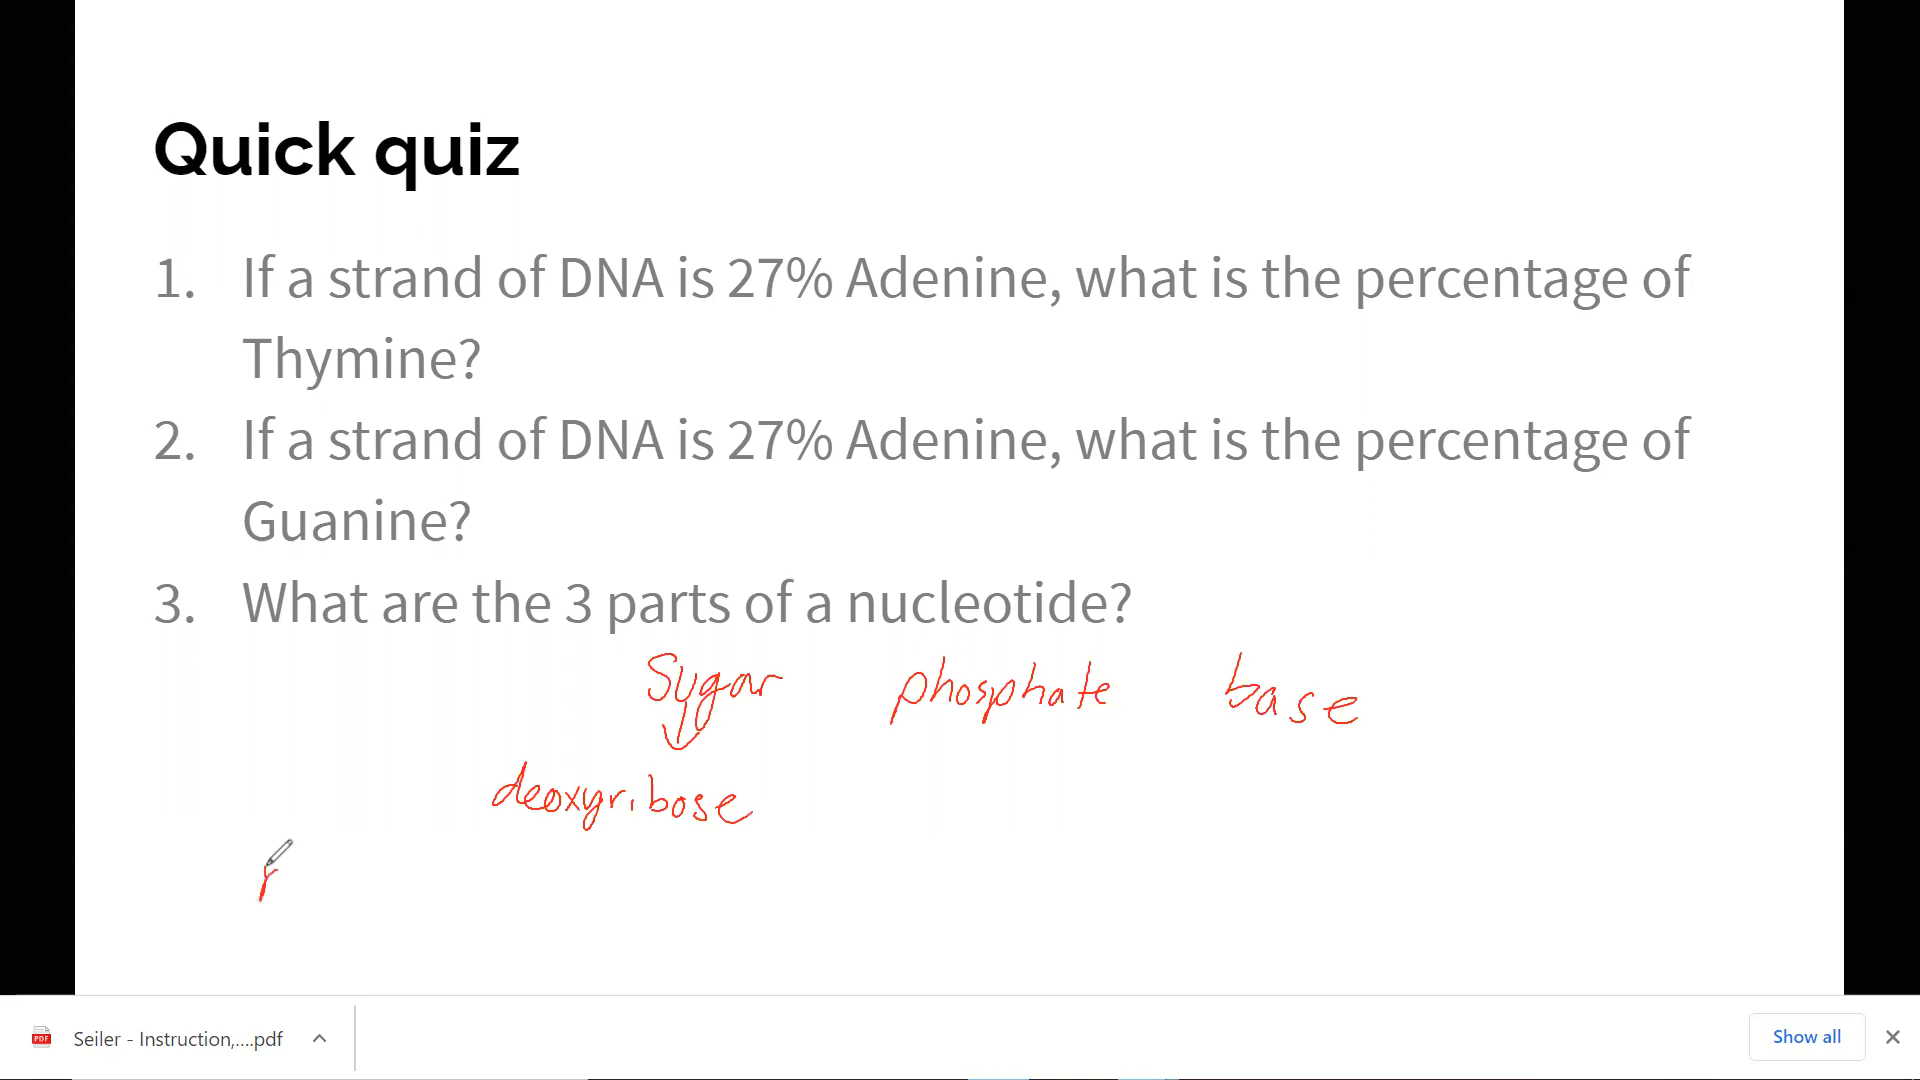 Quick quiz
1. If a strand of DNA is 27% Adenine, what is the percentage of
Thymine?
2. If a strand of DNA is 27% Adenine, what is the percentage of
Guanine?
3. What are the 3 parts of a nucleotide?
Sugar phosphate base
deoxyribose
r
Seiler - Instruction,....pdf
Show all